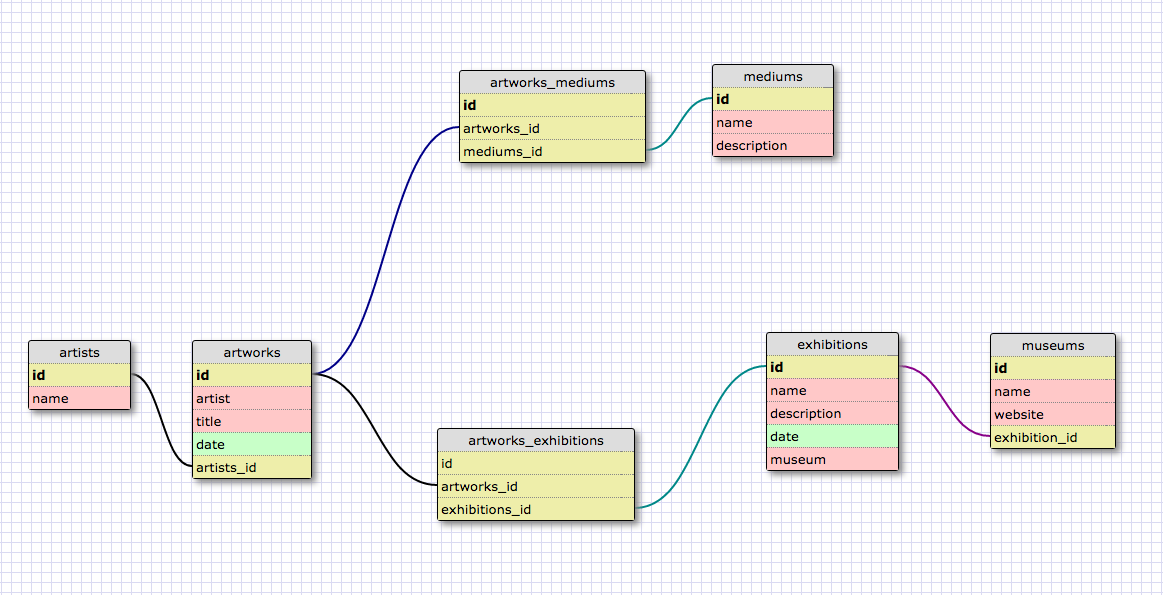 artworks_mediums
id
artworks_id
mediums_id
mediums
id
name
description
artists
id
name
artworks
id
artist
title
date
artists_id
artworks_exhibitions
id
artworks_id
exhibitions_id
exhibitions
id
name
description
date
museum
museums
id
name
website
exhibition_id